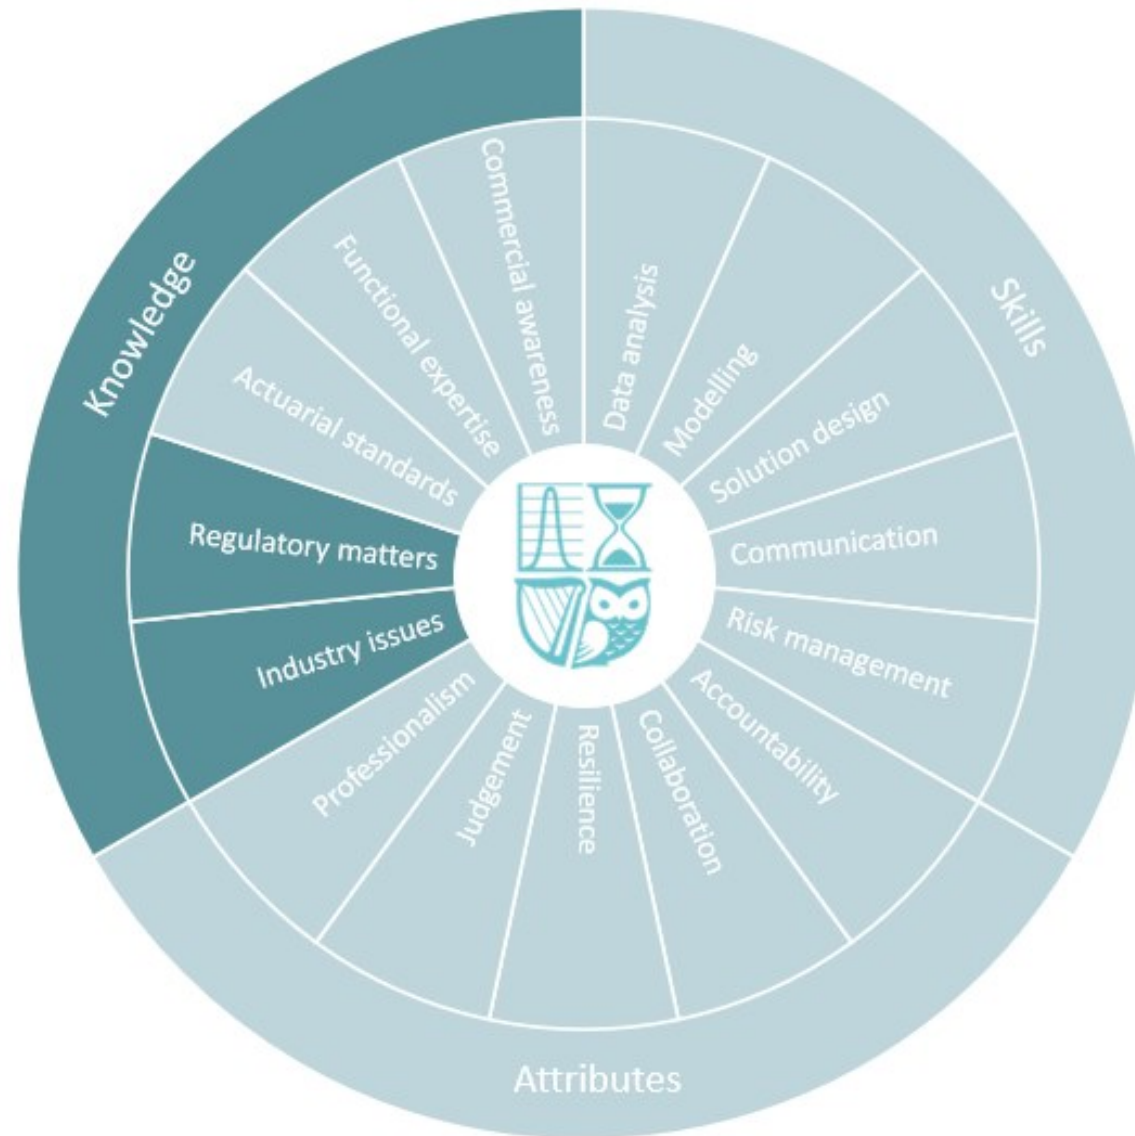 Knowledge
Commercial awareness
Functional expertise
Actuarial standards
Regulatory matters
Industry issues
Skills
Data analysis
Modelling
Solution design
Communication
Risk management
Accountability
Collaboration
Resilience
Judgement
Professionalism
Attributes